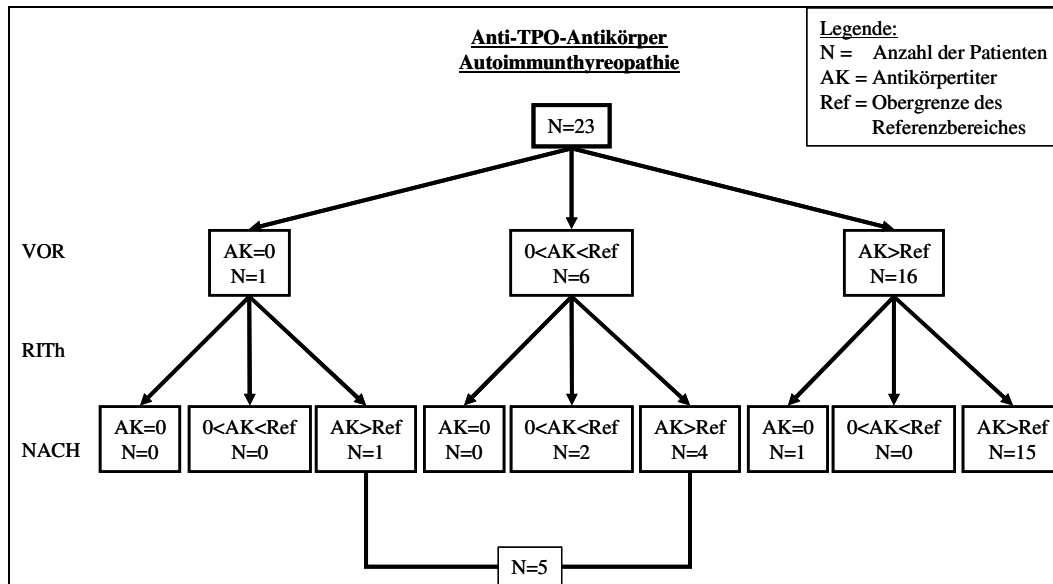 Anti-TPO-Antikörper
Autoimmunthyreopathie
Legende:
N = Anzahl der Patienten
AK = Antikörpertiter
Ref = Obergrenze des
Referenzbereiches
N=23
VOR
AK=0
N=1
0<AK<Ref
N=6
AK>Ref
N=16
RITh
NACH
AK=0
N=0
0<AK<Ref
N=0
AK>Ref
N=1
AK=0
N=0
0<AK<Ref
N=2
AK>Ref
N=4
AK=0
N=1
0<AK<Ref
N=0
AK>Ref
N=15
N=5